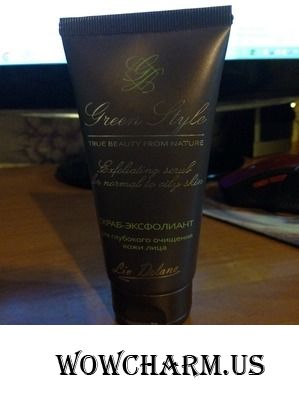 GS
Green Style
TRUE BEAUTY FROM NATURE
Exfoliating scrub
for normal to oily skin
СКРАБ-ЭКСФОЛИАНТ
для глубокого очищения
кожи лица
Liv Delano
WOWCHARM.US